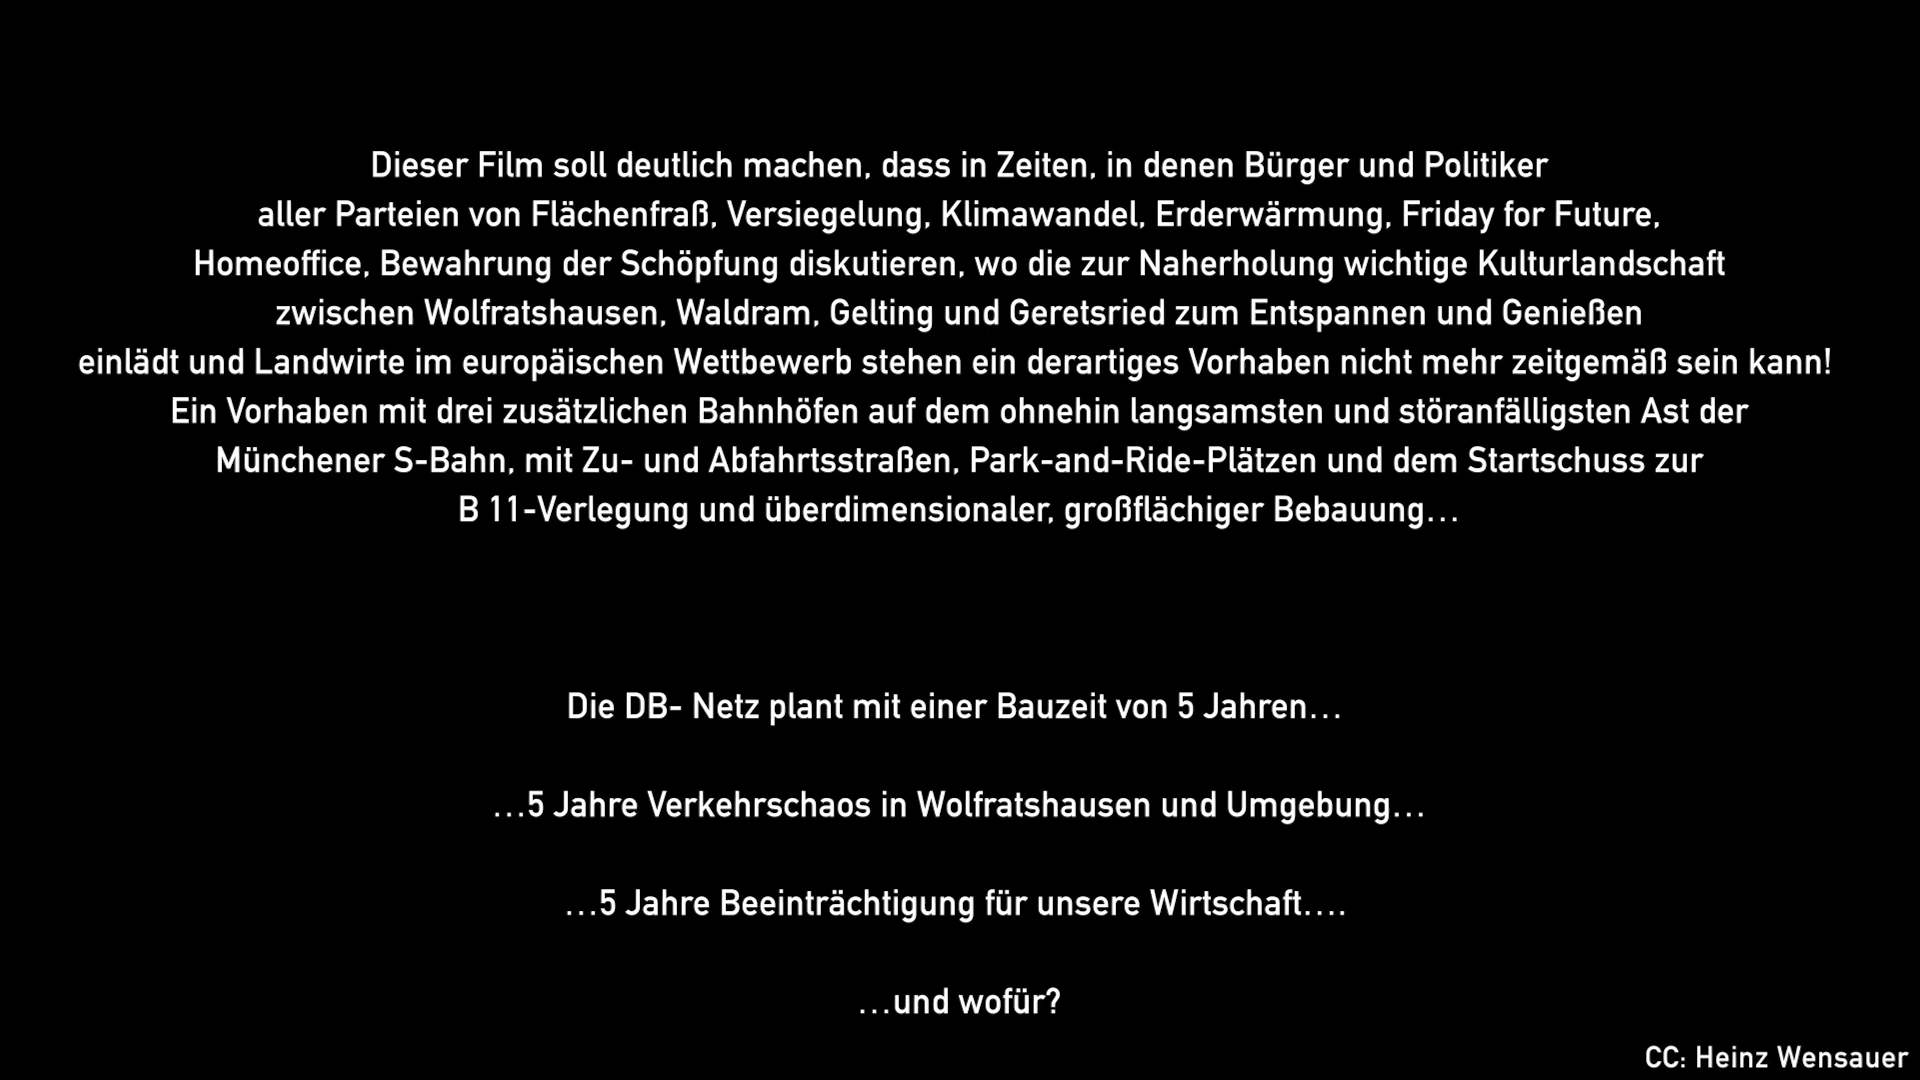 Dieser Film soll deutlich machen, dass in Zeiten, in denen Bürger und Politiker
aller Parteien von Flächenfraß, Versiegelung, Klimawandel, Erderwärmung, Friday for Future,
Homeoffice, Bewahrung der Schöpfung diskutieren, wo die zur Naherholung wichtige Kulturlandschaft
zwischen Wolfratshausen, Waldram, Gelting und Geretsried zum Entspannen und Genießen
einlädt und Landwirte im europäischen Wettbewerb stehen ein derartiges Vorhaben nicht mehr zeitgemäß sein kann!
Ein Vorhaben mit drei zusätzlichen Bahnhöfen auf dem ohnehin langsamsten und störanfälligsten Ast der
Münchener S-Bahn, mit Zu- und Abfahrtsstraßen, Park-and-Ride-Plätzen und dem Startschuss zur
B 11-Verlegung und überdimensionaler, großflächiger Bebauung...
Die DB- Netz plant mit einer Bauzeit von 5 Jahren...
...5 Jahre Verkehrschaos in Wolfratshausen und Umgebung...
...5 Jahre Beeinträchtigung für unsere Wirtschaft....
...und wofür?
CC: Heinz Wensauer